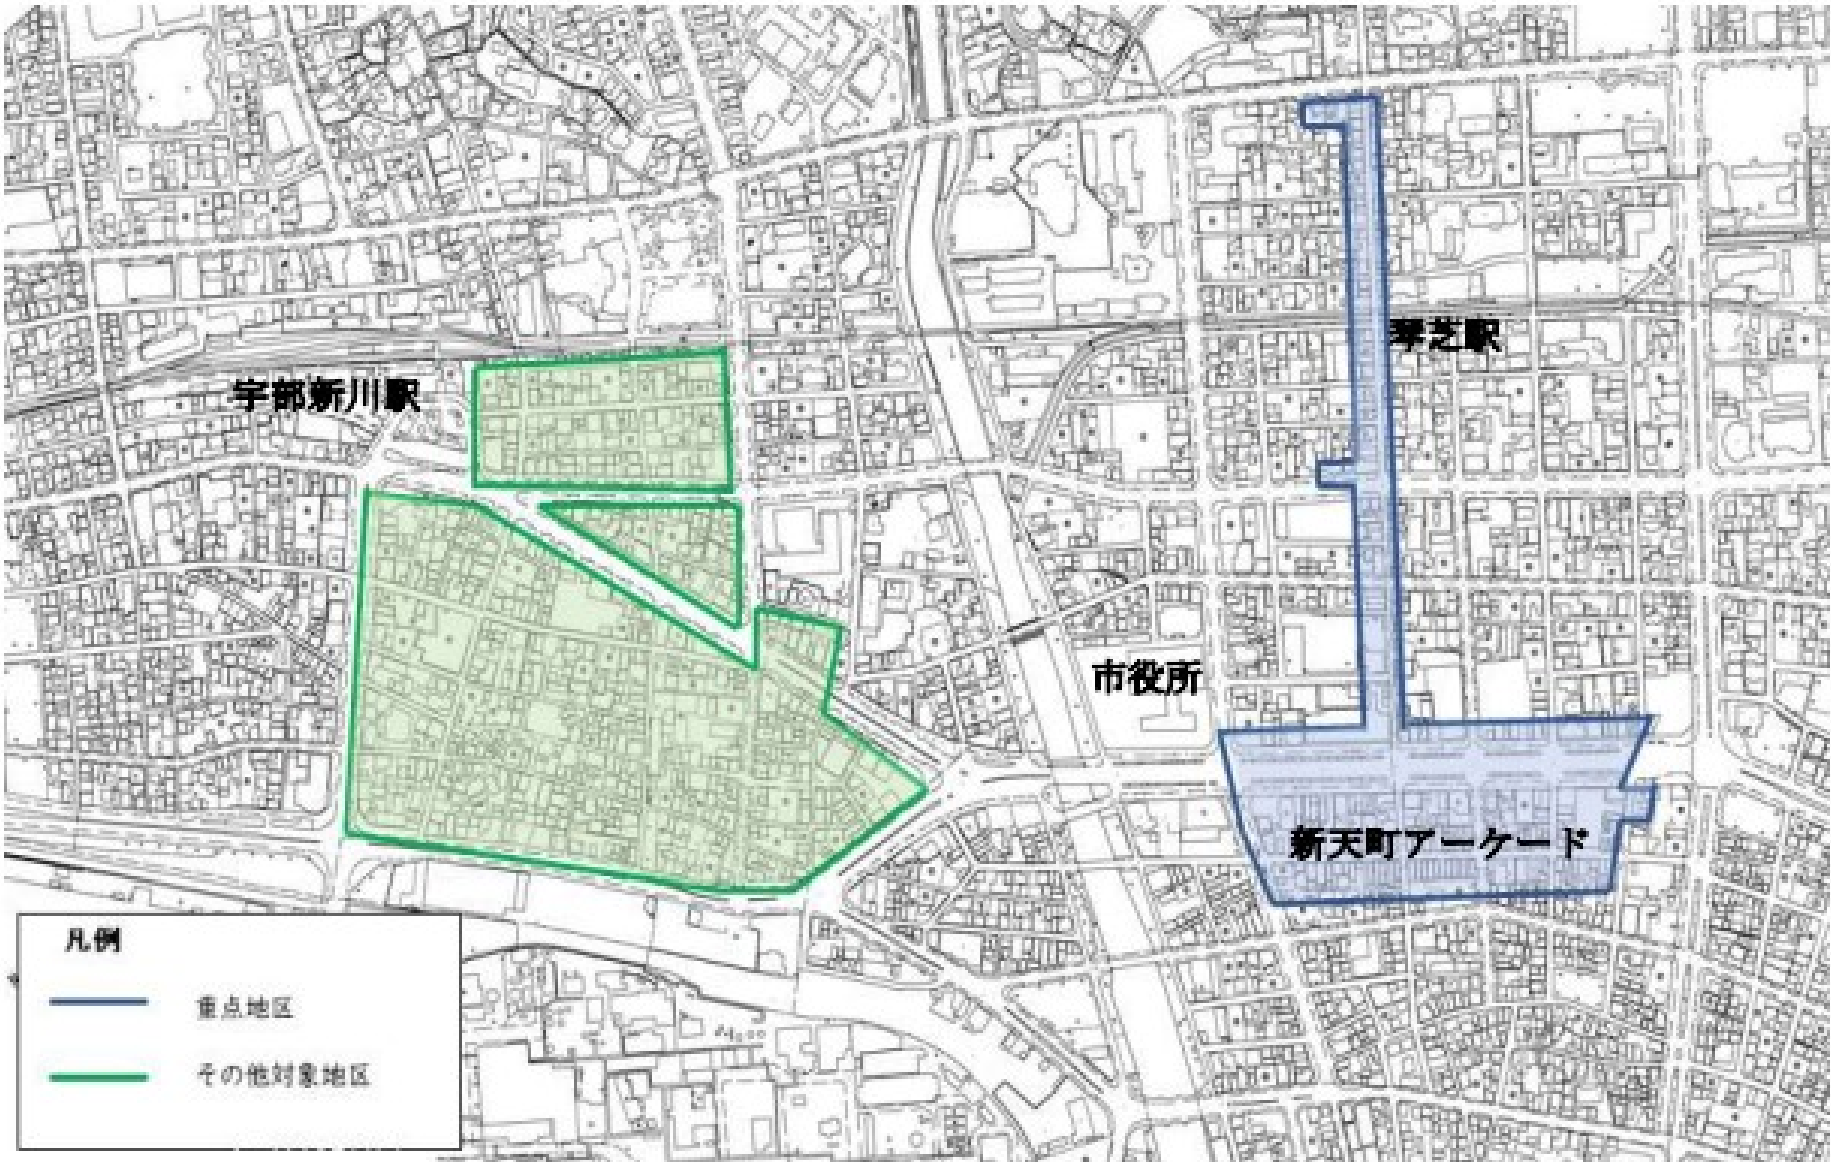 琴芝駅
宇部新川駅
市役所
新天町アーケード
凡例
重点地区
その他対象地区